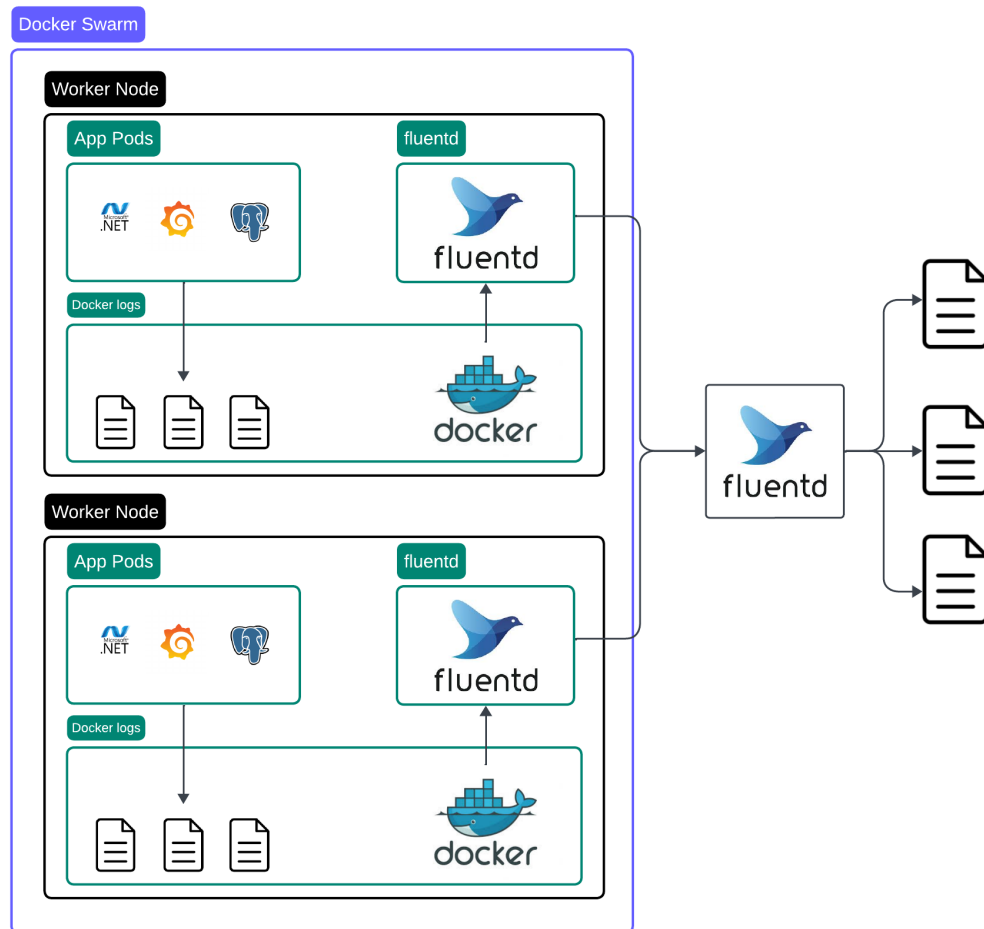 Docker Swarm
Worker Node
App Pods
fluentd
Microsoft
.NET
fluentd
Docker logs
docker
Worker Node
App Pods
fluentd
Microsoft
.NET
fluentd
Docker logs
docker
fluentd